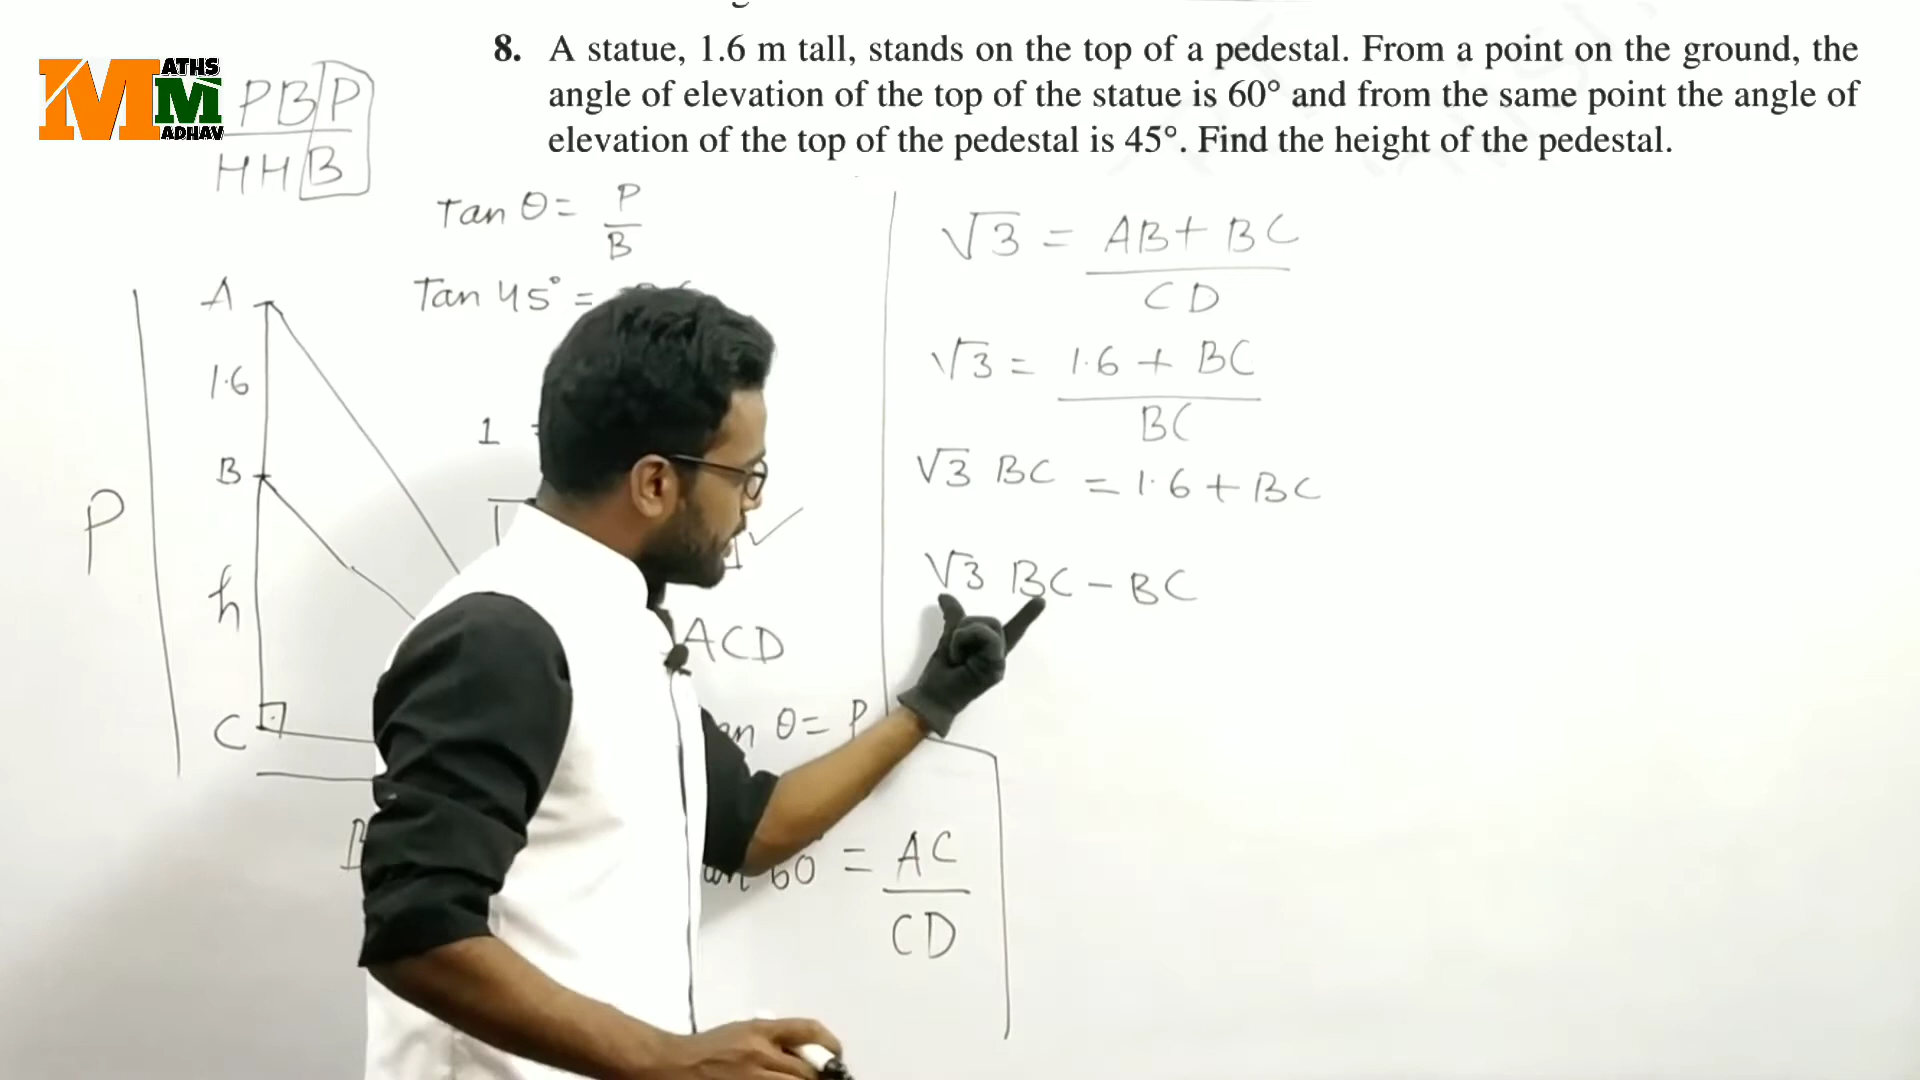 8. A statue, 1.6 m tall, stands on the top of a pedestal. From a point on the ground, the
angle of elevation of the top of the statue is 60° and from the same point the angle of
elevation of the top of the pedestal is 45°. Find the height of the pedestal.
MATHS
MADHAV
PBP
HHB
Tan θ = P
B
Tan 45° =
A
1.6
B
h
C
P
1
ACD
θ = P
60 = AC
CD
√3 = AB + BC
CD
√3 = 1.6 + BC
BC
√3 BC = 1.6 + BC
√3 BC - BC